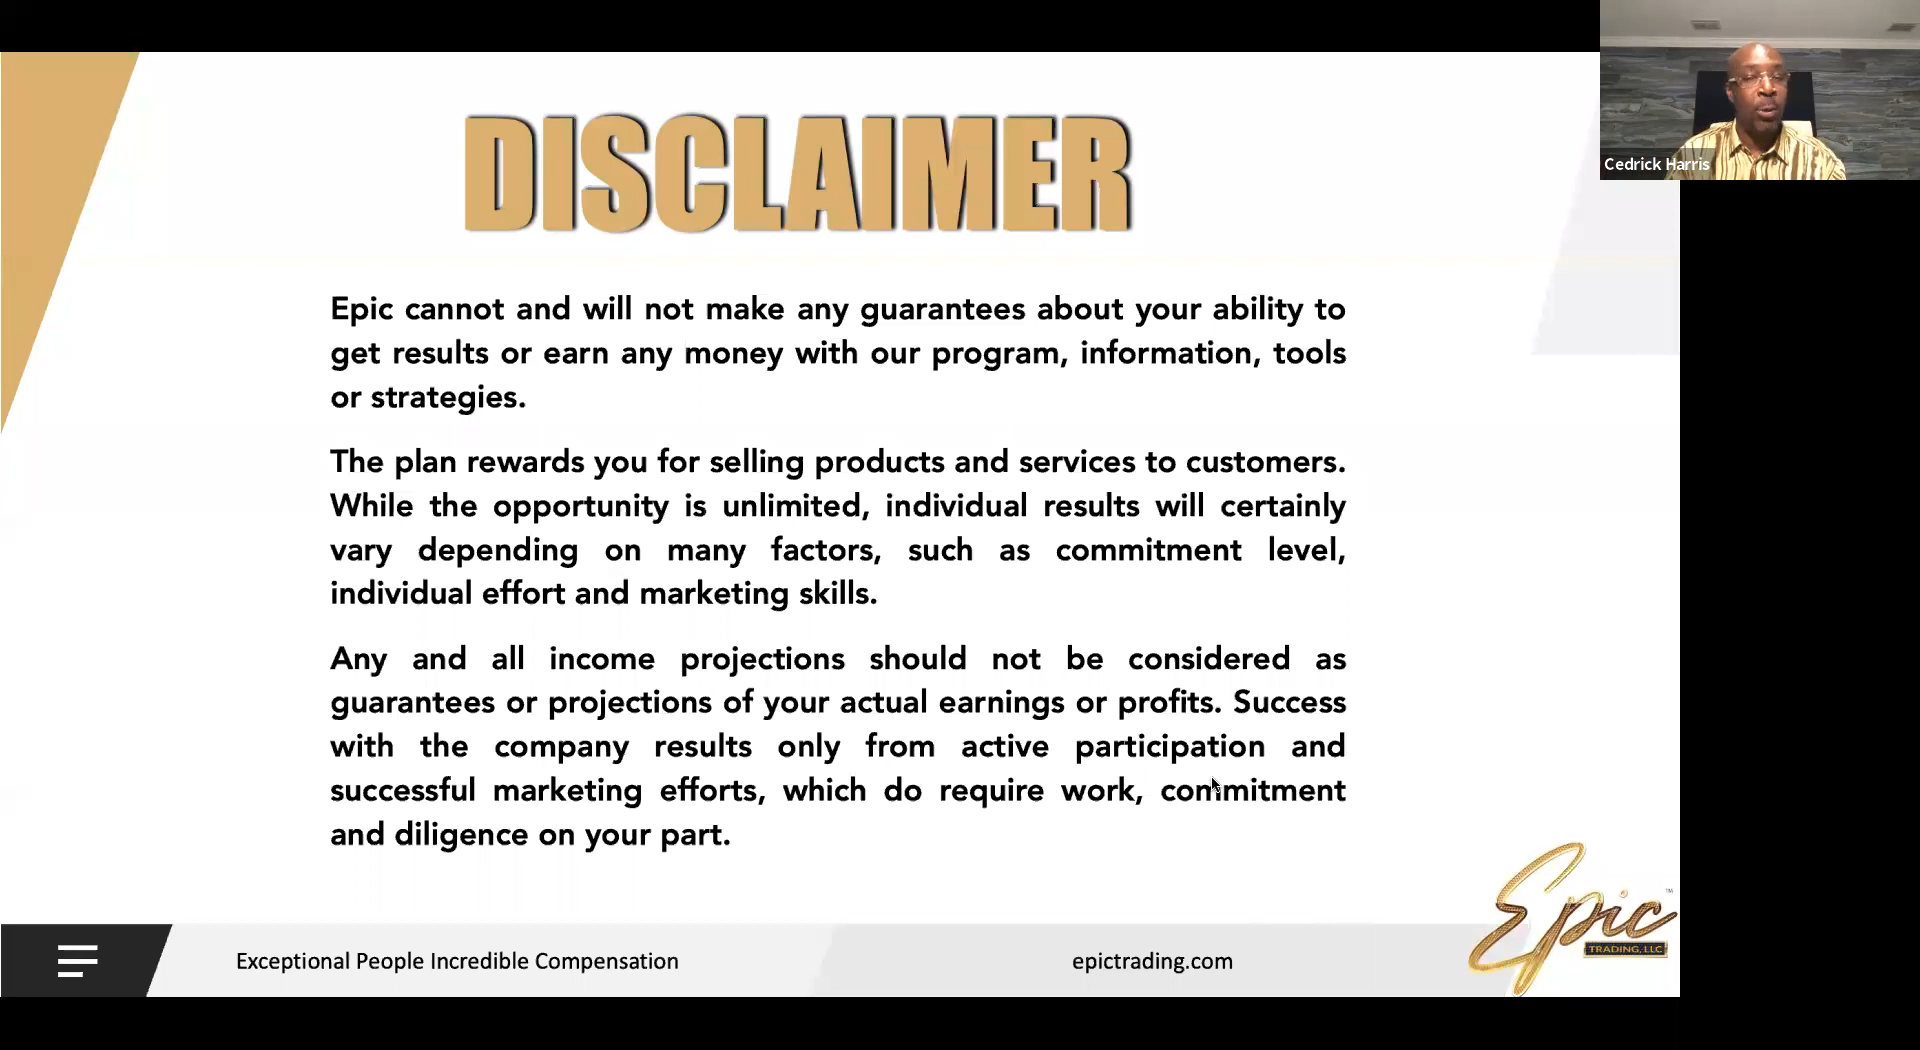 Cedrick Harris
DISCLAIMER
Epic cannot and will not make any guarantees about your ability to
get results or earn any money with our program, information, tools
or strategies.
The plan rewards you for selling products and services to customers.
While the opportunity is unlimited, individual results will certainly
vary depending on many factors, such as commitment level,
individual effort and marketing skills.
Any and all income projections should not be considered as
guarantees or projections of your actual earnings or profits. Success
with the company results only from active participation and
successful marketing efforts, which do require work, commitment
and diligence on your part.
Exceptional People Incredible Compensation
epictrading.com
Epic™
TRADING, LLC